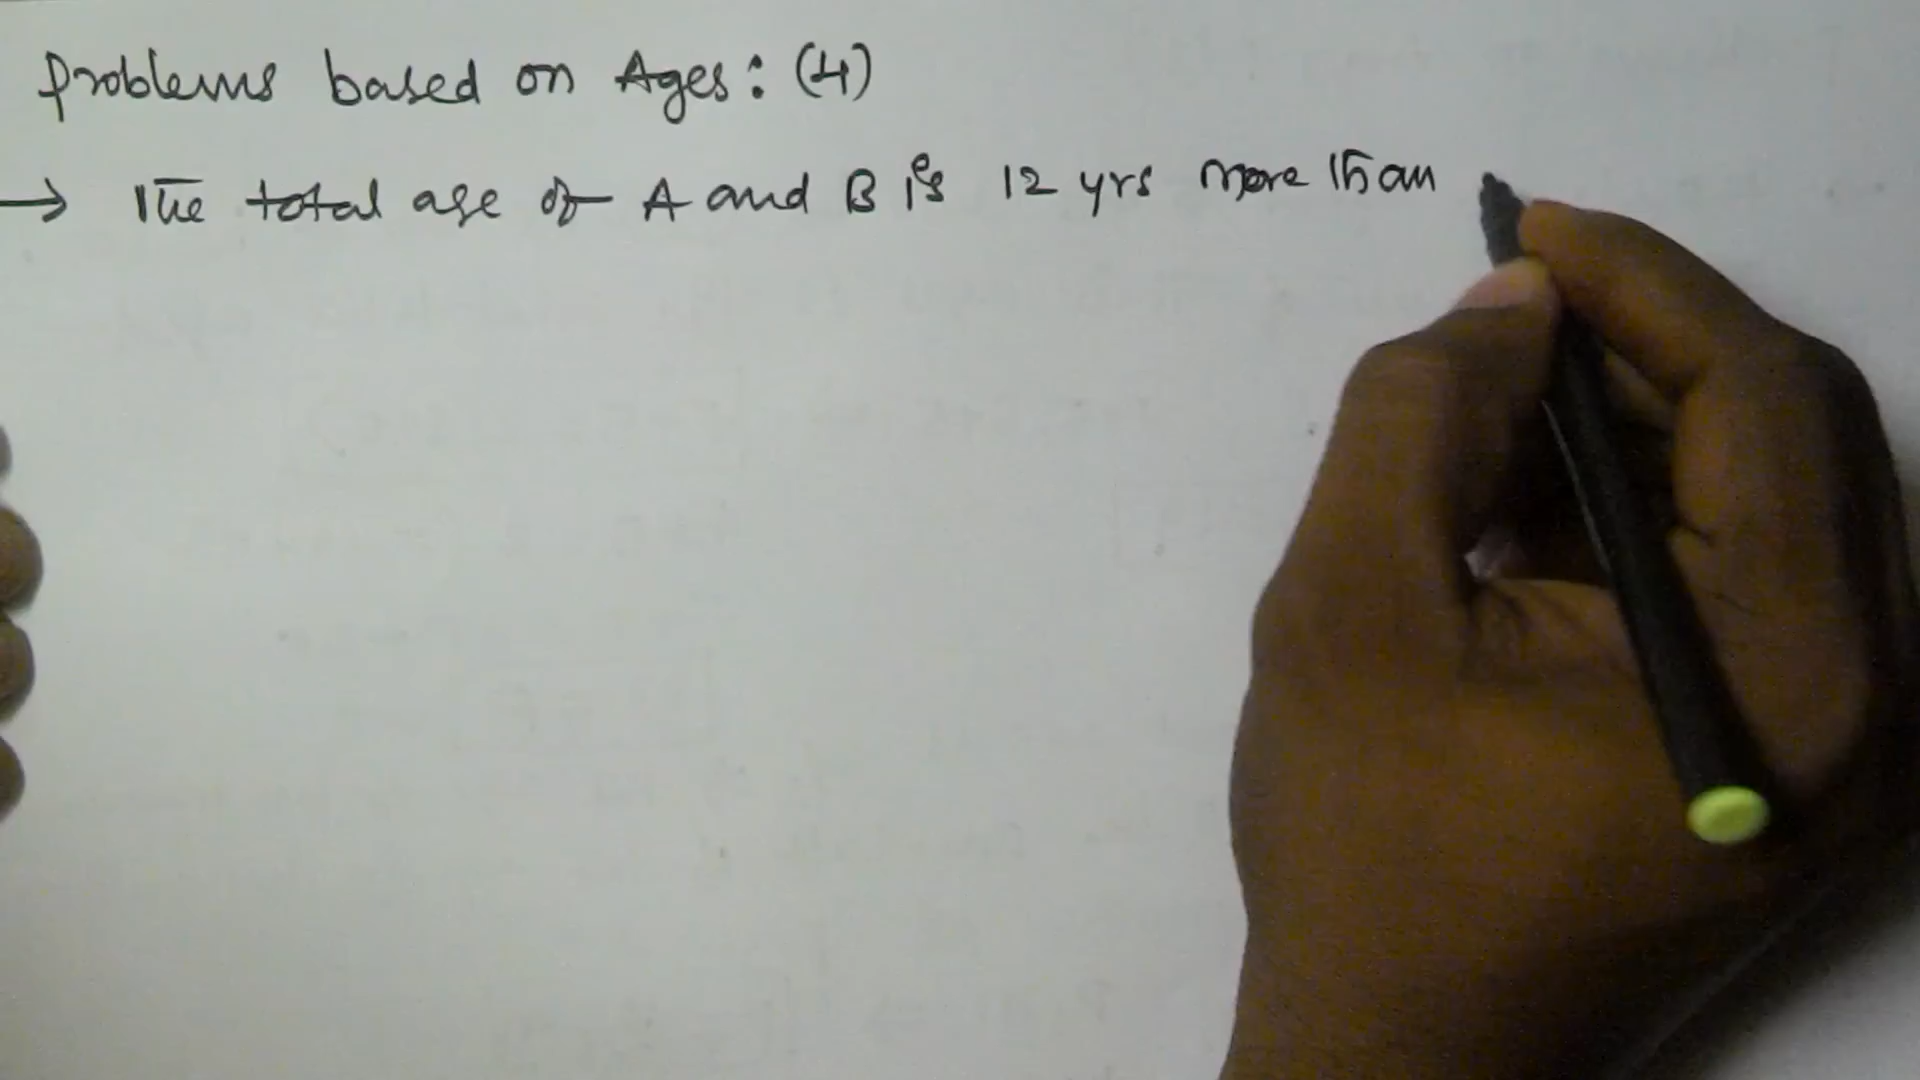 Problems based on Ages: (4)
→ The total age of A and B is 12 yrs more than